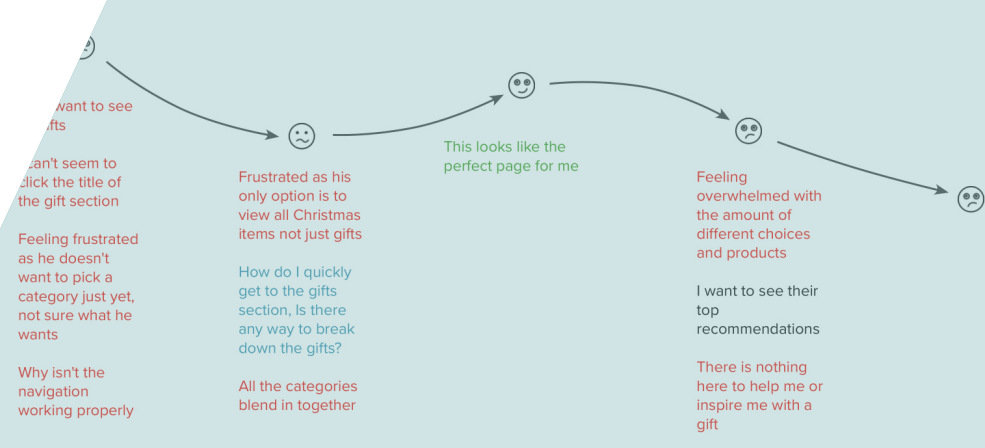 want to see
can't seem to
click the title of
the gift section
Feeling frustrated
as he doesn't
want to pick a
category just yet,
not sure what he
wants
Why isn't the
navigation
working properly
Frustrated as his
only option is to
view all Christmas
items not just gifts
How do I quickly
get to the gifts
section, Is there
any way to break
down the gifts?
All the categories
blend in together
This looks like the
perfect page for me
Feeling
overwhelmed with
the amount of
different choices
and products
I want to see their
top
recommendations
There is nothing
here to help me or
inspire me with a
gift